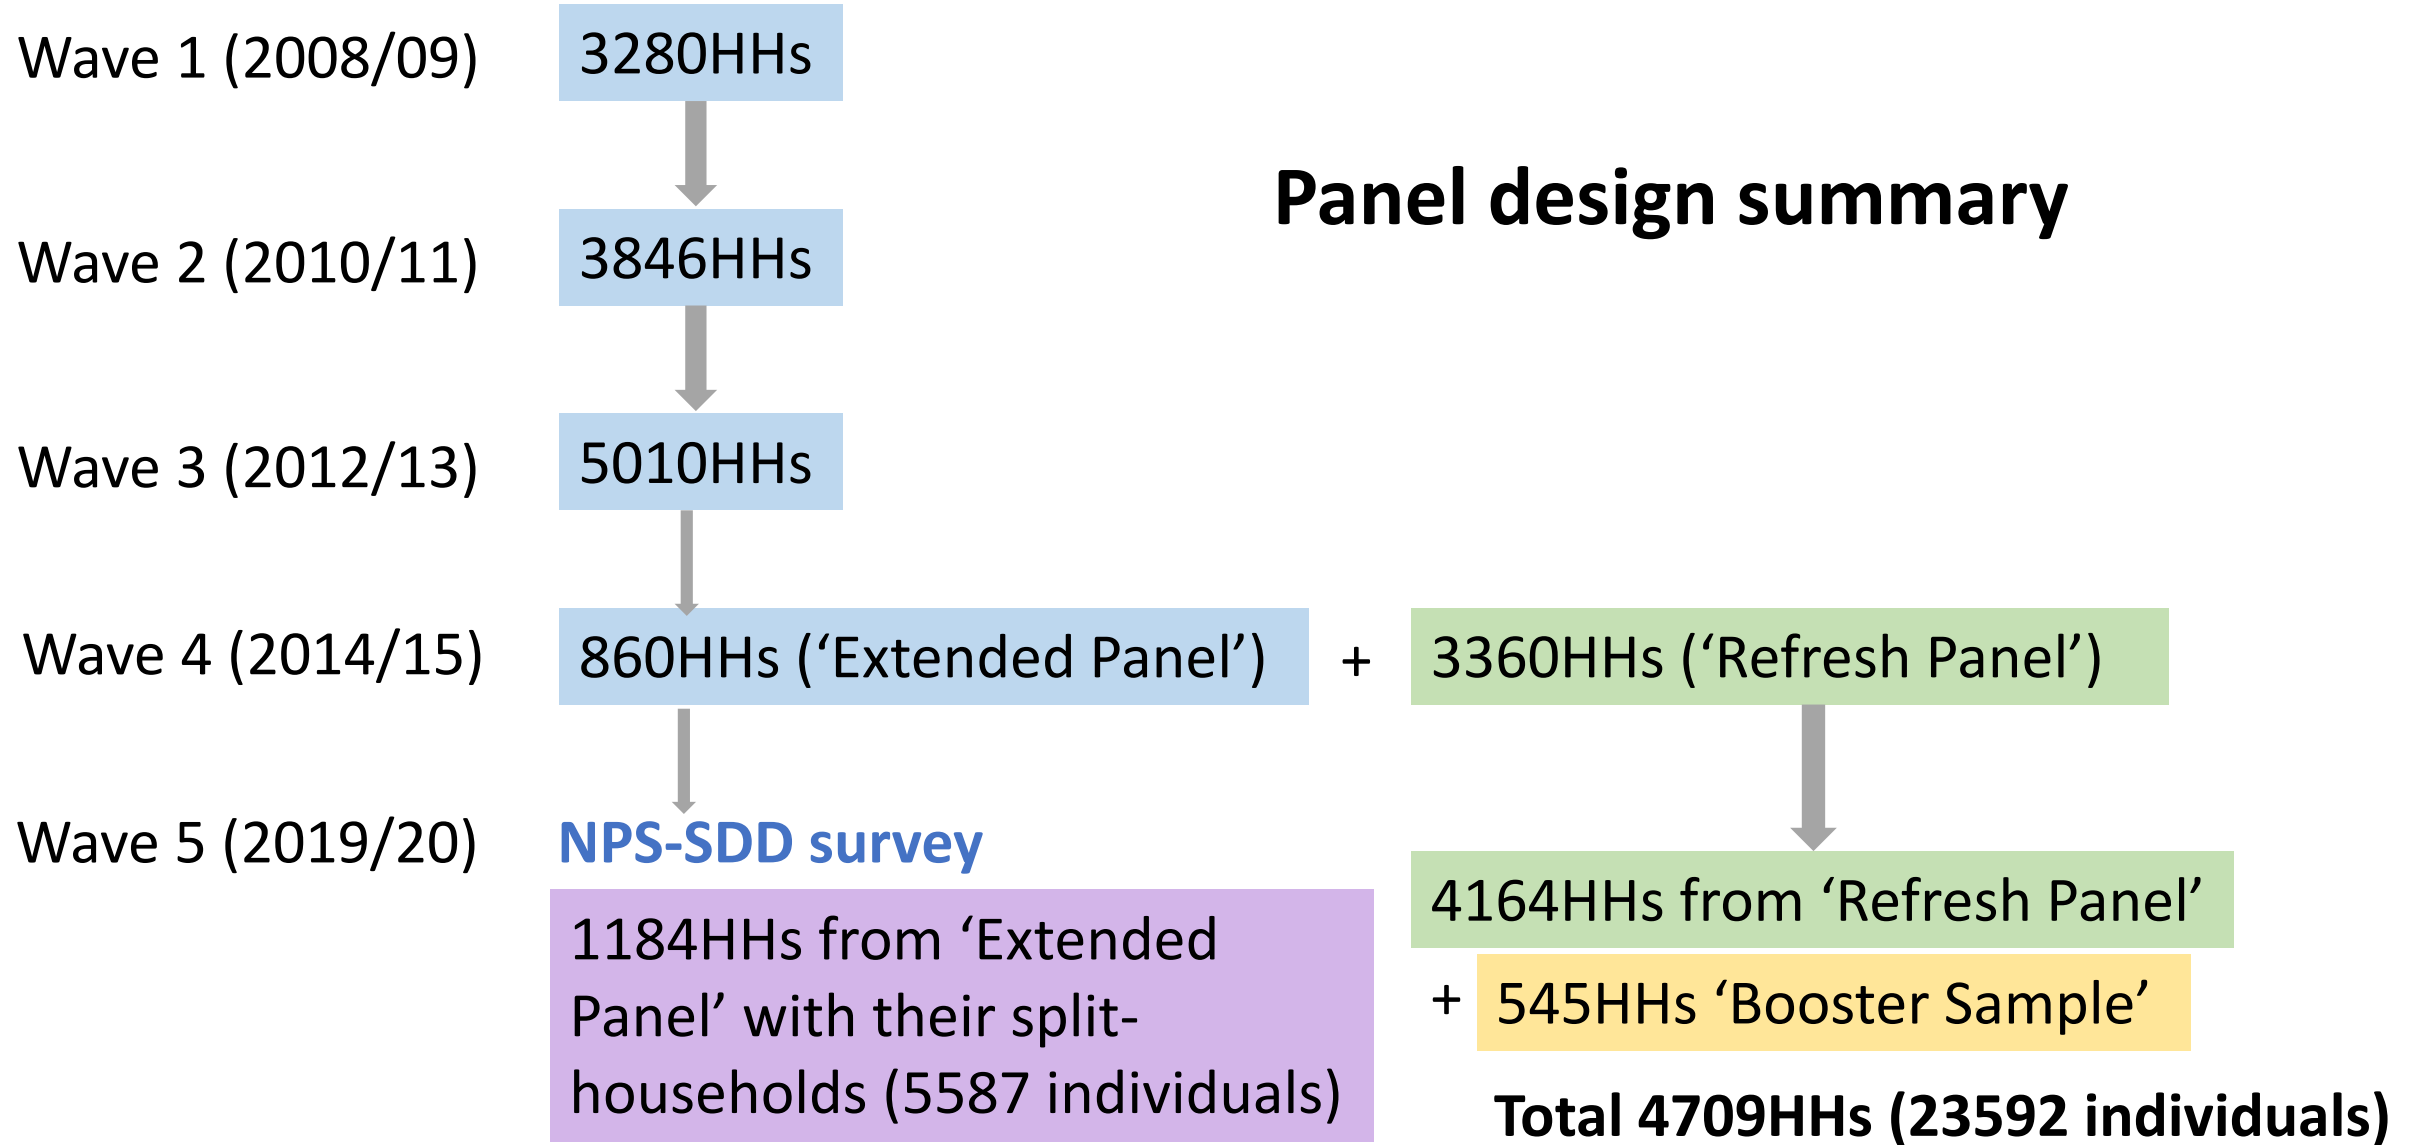 Wave 1 (2008/09)
3280HHs
Panel design summary
Wave 2 (2010/11)
3846HHs
Wave 3 (2012/13)
5010HHs
Wave 4 (2014/15)
860HHs (‘Extended Panel’)
+
3360HHs (‘Refresh Panel’)
Wave 5 (2019/20)
NPS-SDD survey
1184HHs from ‘Extended
Panel’ with their split-
households (5587 individuals)
4164HHs from ‘Refresh Panel’
+ 545HHs ‘Booster Sample’
Total 4709HHs (23592 individuals)